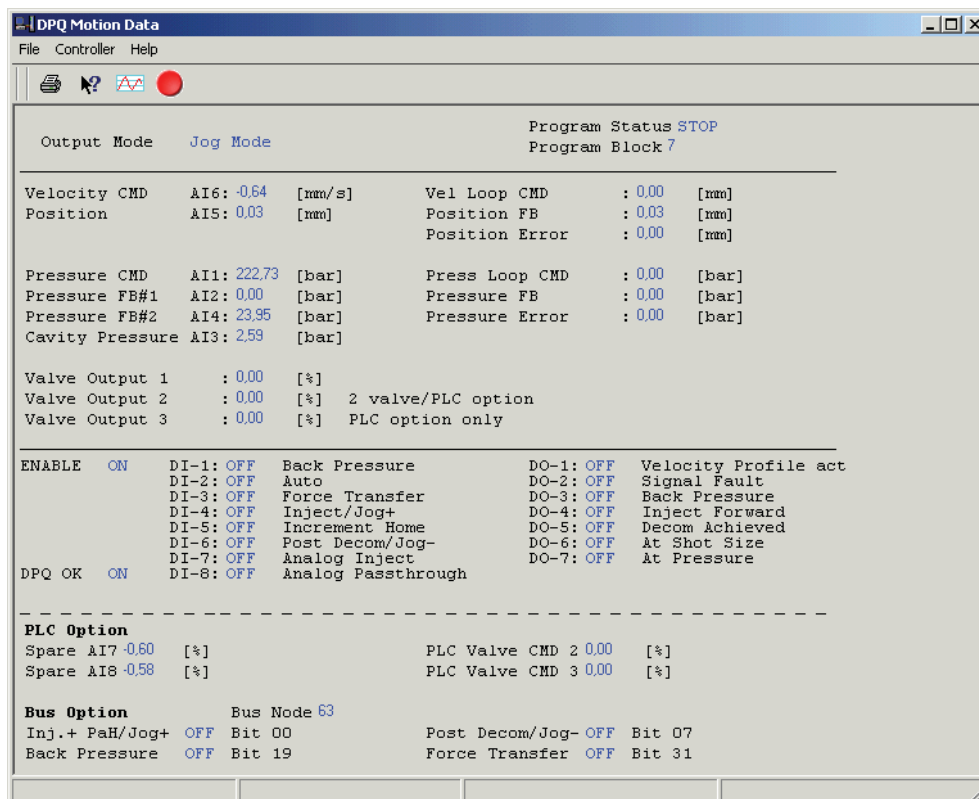 DPQ Motion Data
File Controller Help
Output Mode Jog Mode Program Status STOP
Program Block 7
Velocity CMD AI6: -0,64 [mm/s] Vel Loop CMD : 0,00 [mm]
Position AI5: 0,03 [mm] Position FB : 0,03 [mm]
Position Error : 0,00 [mm]
Pressure CMD AI1: 222,73 [bar] Press Loop CMD : 0,00 [bar]
Pressure FB#1 AI2: 0,00 [bar] Pressure FB : 0,00 [bar]
Pressure FB#2 AI4: 23,95 [bar] Pressure Error : 0,00 [bar]
Cavity Pressure AI3: 2,59 [bar]
Valve Output 1 : 0,00 [%]
Valve Output 2 : 0,00 [%] 2 valve/PLC option
Valve Output 3 : 0,00 [%] PLC option only
ENABLE ON DI-1: OFF Back Pressure DO-1: OFF Velocity Profile act
DI-2: OFF Auto DO-2: OFF Signal Fault
DI-3: OFF Force Transfer DO-3: OFF Back Pressure
DI-4: OFF Inject/Jog+ DO-4: OFF Inject Forward
DI-5: OFF Increment Home DO-5: OFF Decom Achieved
DI-6: OFF Post Decom/Jog- DO-6: OFF At Shot Size
DI-7: OFF Analog Inject DO-7: OFF At Pressure
DPQ OK ON DI-8: OFF Analog Passthrough
PLC Option
Spare AI7 -0,60 [%] PLC Valve CMD 2 0,00 [%]
Spare AI8 -0,58 [%] PLC Valve CMD 3 0,00 [%]
Bus Option Bus Node 63
Inj.+ PaH/Jog+ OFF Bit 00 Post Decom/Jog- OFF Bit 07
Back Pressure OFF Bit 19 Force Transfer OFF Bit 31